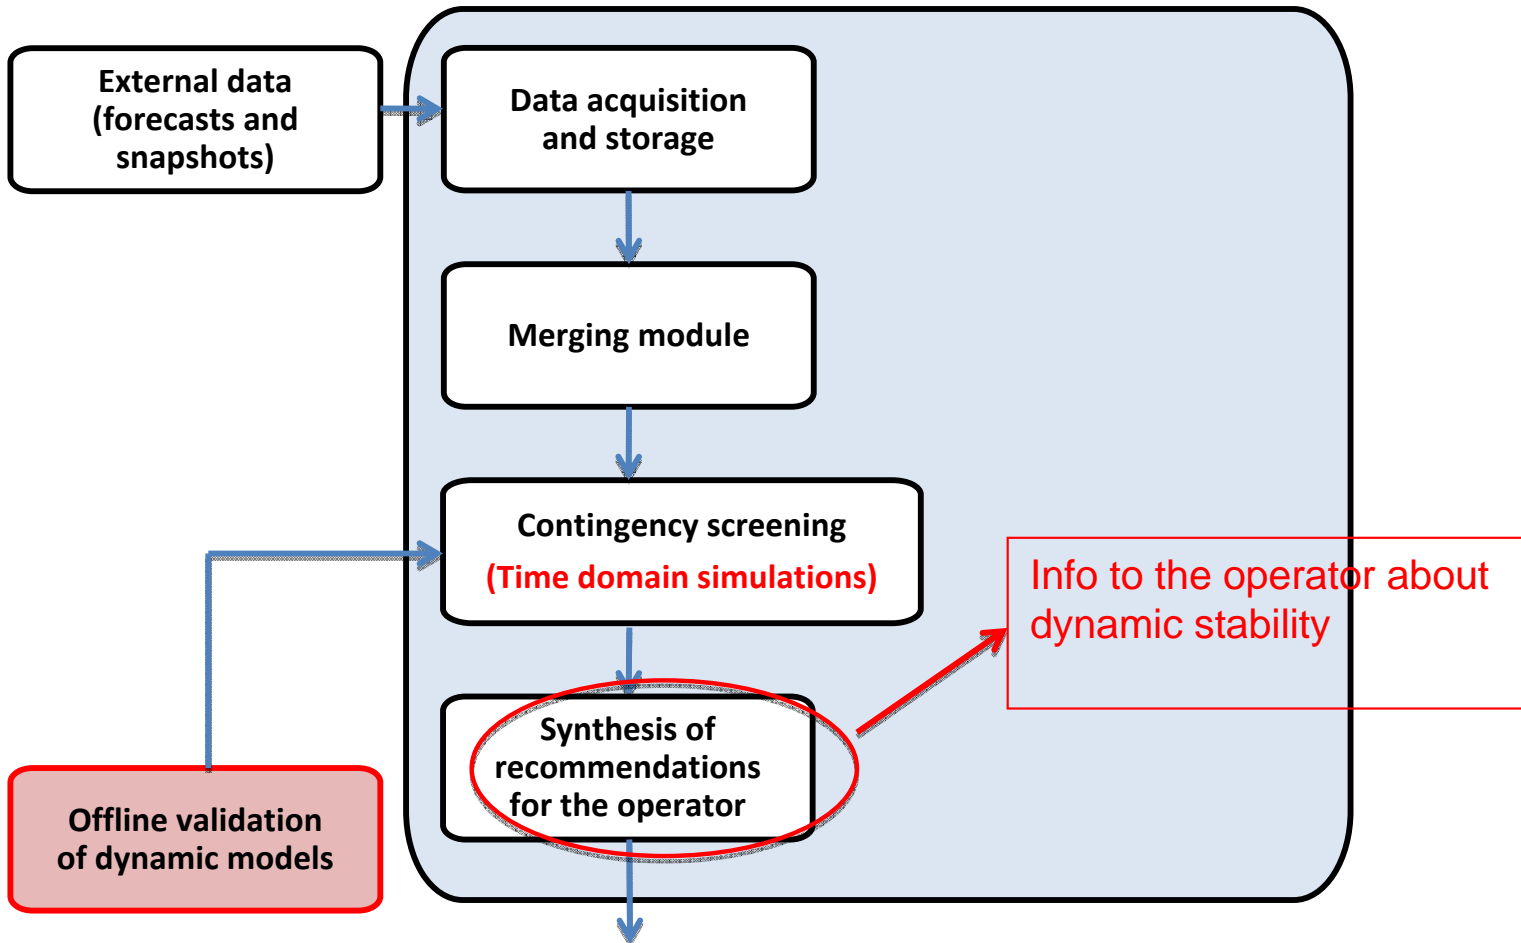 External data
(forecasts and
snapshots)
Data acquisition
and storage
Merging module
Contingency screening
(Time domain simulations)
Info to the operator about
dynamic stability
Synthesis of
recommendations
for the operator
Offline validation
of dynamic models